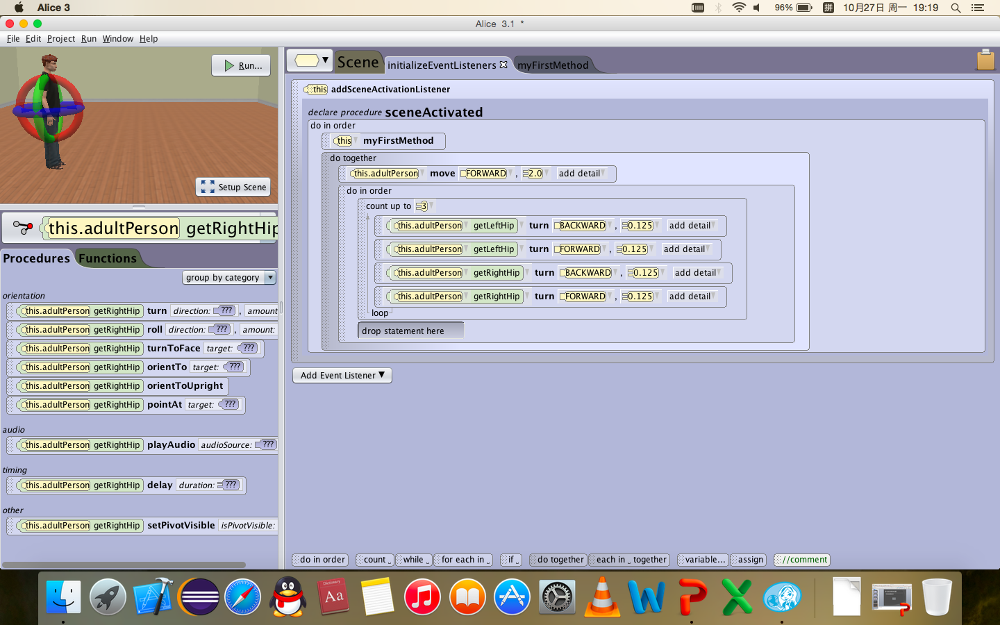 Alice 3
96%
拼
10月27日 周一 19:19
Alice 3.1 *
File Edit Project Run Window Help
Run...
Setup Scene
this.adultPerson getRightHip
Procedures Functions
group by category
orientation
this.adultPerson getRightHip turn direction: ??? , amount
this.adultPerson getRightHip roll direction: ??? , amount:
this.adultPerson getRightHip turnToFace target: ???
this.adultPerson getRightHip orientTo target: ???
this.adultPerson getRightHip orientToUpright
this.adultPerson getRightHip pointAt target: ???
audio
this.adultPerson getRightHip playAudio audioSource: ???
timing
this.adultPerson getRightHip delay duration: ???
other
this.adultPerson getRightHip setPivotVisible isPivotVisible:
Scene initializeEventListeners myFirstMethod
this addSceneActivationListener
declare procedure sceneActivated
do in order
this myFirstMethod
do together
this.adultPerson move FORWARD , 2.0 add detail
do in order
count up to 3
this.adultPerson getLeftHip turn BACKWARD , 0.125 add detail
this.adultPerson getLeftHip turn FORWARD , 0.125 add detail
this.adultPerson getRightHip turn BACKWARD , 0.125 add detail
this.adultPerson getRightHip turn FORWARD , 0.125 add detail
loop
drop statement here
Add Event Listener
do in order count _ while _ for each in _ if _ do together each in _ together variable... assign //comment
Dictionary
Aa